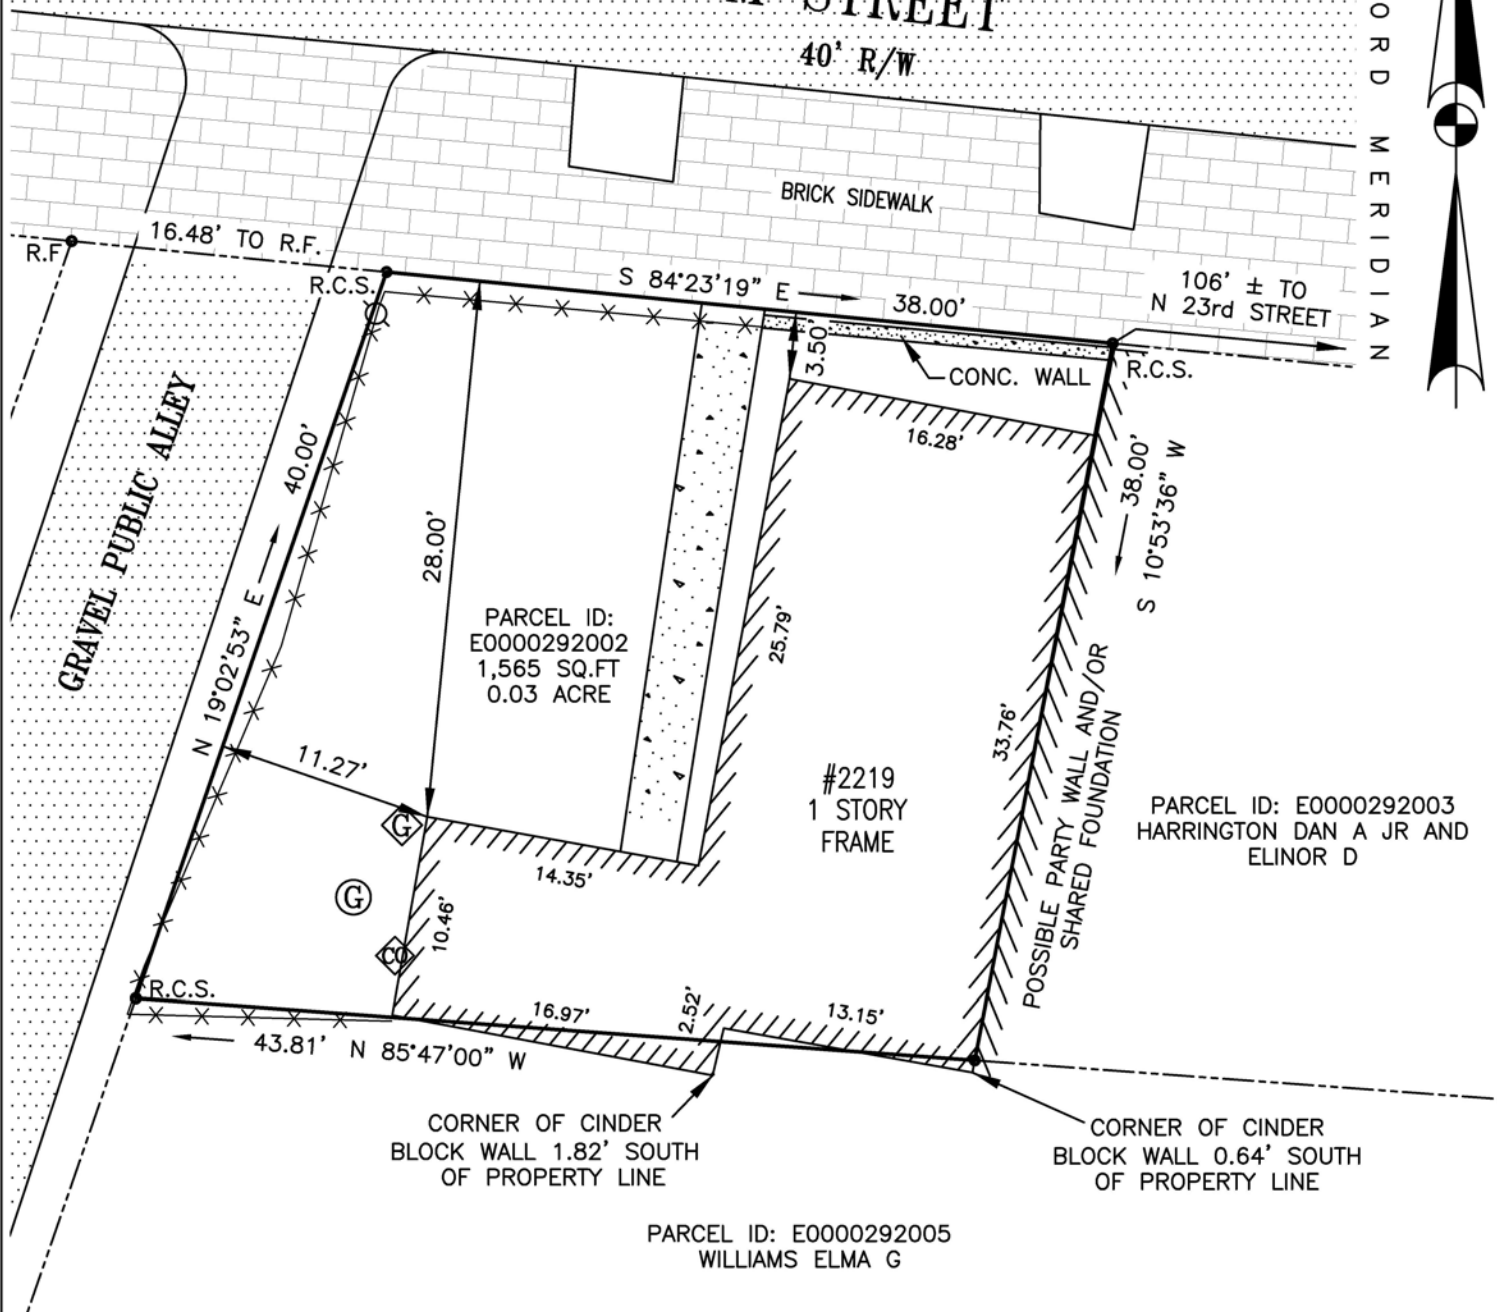 STREET
40' R/W
ORD MERIDIAN
BRICK SIDEWALK
R.F.
16.48' TO R.F.
R.C.S.
S 84°23'19" E
38.00'
106' ± TO
N 23rd STREET
3.50'
CONC. WALL
R.C.S.
16.28'
38.00'
S 10°53'36" W
GRAVEL PUBLIC ALLEY
40.00'
N 19°02'53" E
28.00'
PARCEL ID:
E0000292002
1,565 SQ.FT
0.03 ACRE
25.79'
33.76'
POSSIBLE PARTY WALL AND/OR
SHARED FOUNDATION
11.27'
#2219
1 STORY
FRAME
PARCEL ID: E0000292003
HARRINGTON DAN A JR AND
ELINOR D
G
14.35'
G
10.46'
CO
R.C.S.
16.97'
2.52'
13.15'
43.81' N 85°47'00" W
CORNER OF CINDER
BLOCK WALL 1.82' SOUTH
OF PROPERTY LINE
CORNER OF CINDER
BLOCK WALL 0.64' SOUTH
OF PROPERTY LINE
PARCEL ID: E0000292005
WILLIAMS ELMA G